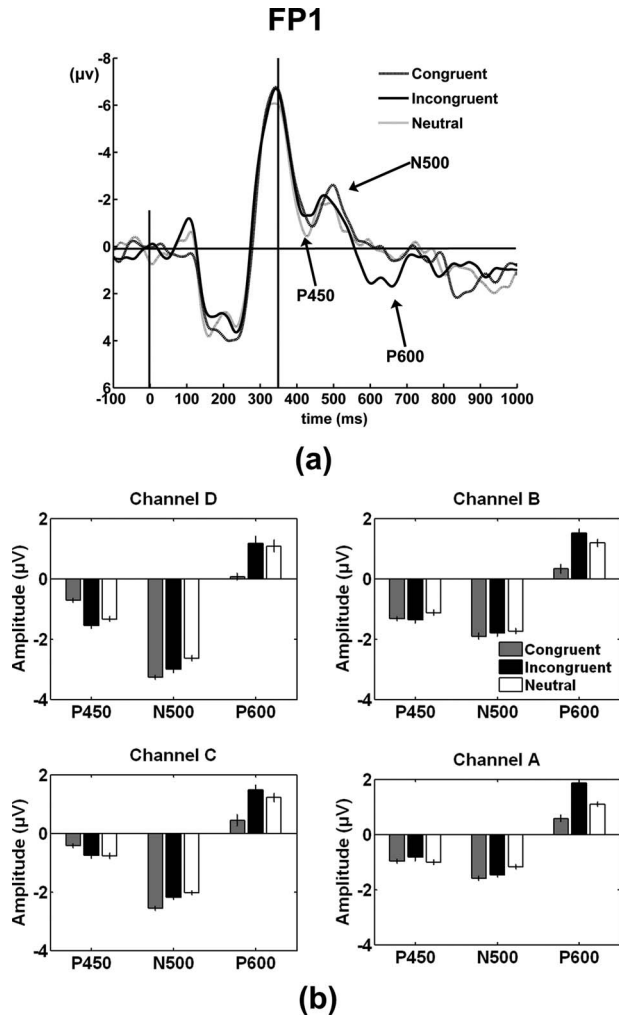 FP1
(µv)
-8
-6
-4
-2
0
2
4
6
Congruent
Incongruent
Neutral
N500
P450
P600
-100 0 100 200 300 400 500 600 700 800 900 1000
time (ms)
(a)
Channel D
Amplitude (µV)
2
0
-2
-4
P450 N500 P600
Channel B
Amplitude (µV)
2
0
-2
-4
Congruent
Incongruent
Neutral
P450 N500 P600
Channel C
Amplitude (µV)
2
0
-2
-4
P450 N500 P600
Channel A
Amplitude (µV)
2
0
-2
-4
P450 N500 P600
(b)